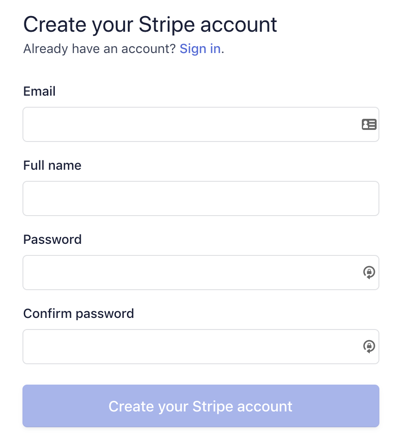 Create your Stripe account
Already have an account? Sign in.
Email
Full name
Password
Confirm password
Create your Stripe account